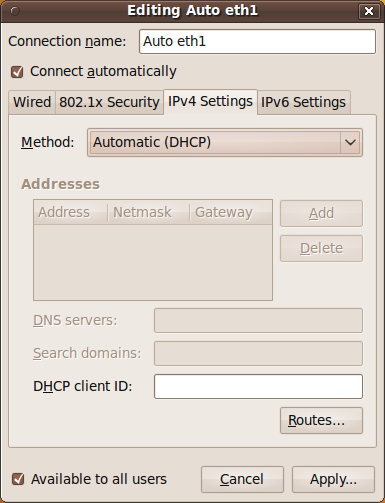 Editing Auto eth1
Connection name: Auto eth1
Connect automatically
Wired 802.1x Security IPv4 Settings IPv6 Settings
Method: Automatic (DHCP)
Addresses
Address Netmask Gateway Add
Delete
DNS servers:
Search domains:
DHCP client ID:
Routes...
Available to all users Cancel Apply...